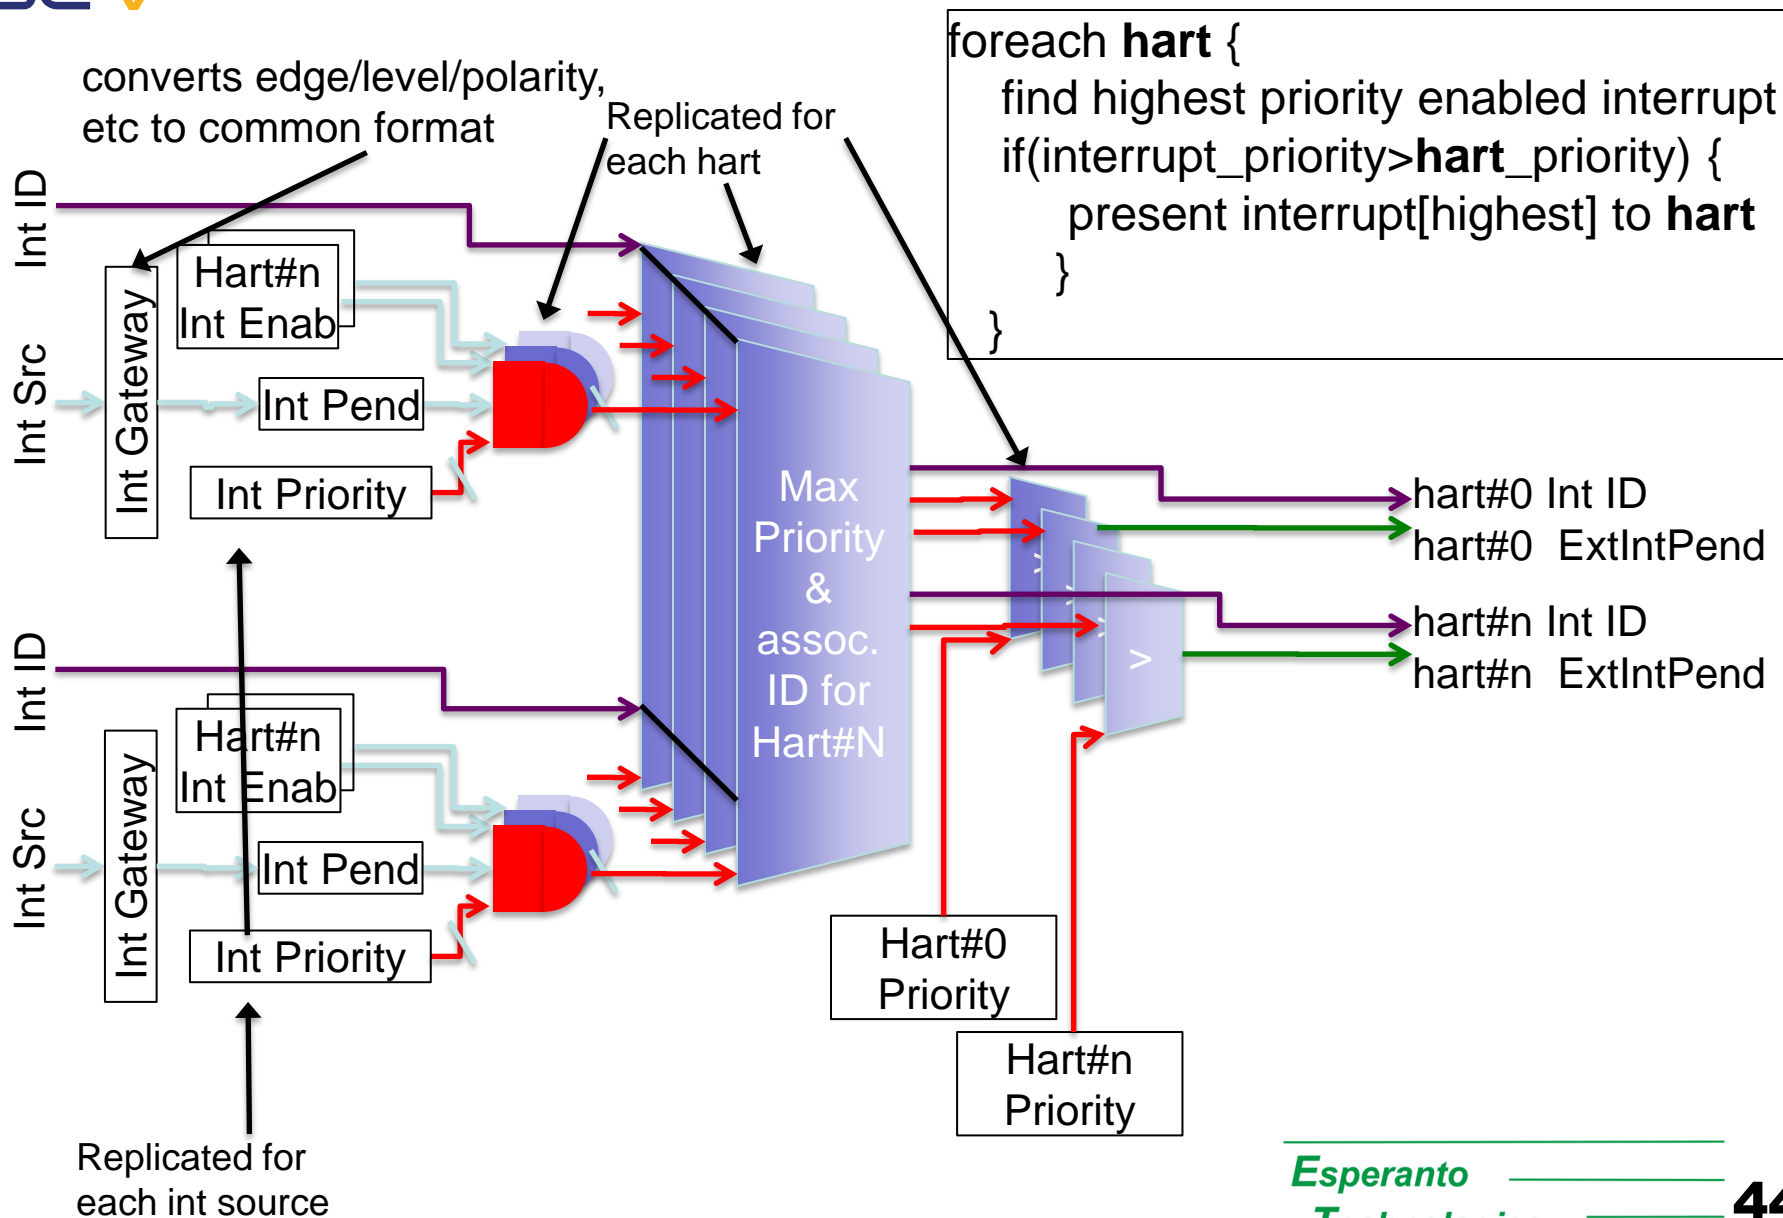 foreach hart {
find highest priority enabled interrupt
if(interrupt_priority>hart_priority) {
present interrupt[highest] to hart
}
}
converts edge/level/polarity,
etc to common format
Replicated for
each hart
Int ID
Int Src
Int Gateway
Hart#n
Int Enab
Int Pend
Int Priority
Max
Priority
&
assoc.
ID for
Hart#N
>
hart#0 Int ID
hart#0 ExtIntPend
hart#n Int ID
hart#n ExtIntPend
Int ID
Int Src
Int Gateway
Hart#n
Int Enab
Int Pend
Int Priority
Hart#0
Priority
Hart#n
Priority
Replicated for
each int source
Esperanto
44